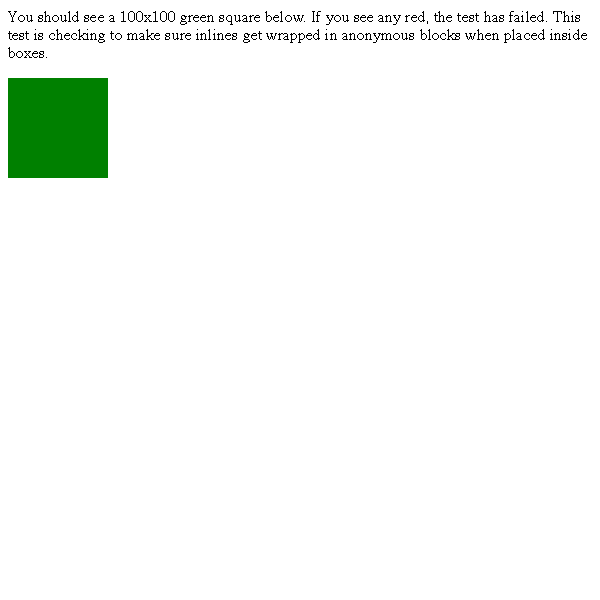 You should see a 100x100 green square below. If you see any red, the test has failed. This
test is checking to make sure inlines get wrapped in anonymous blocks when placed inside
boxes.